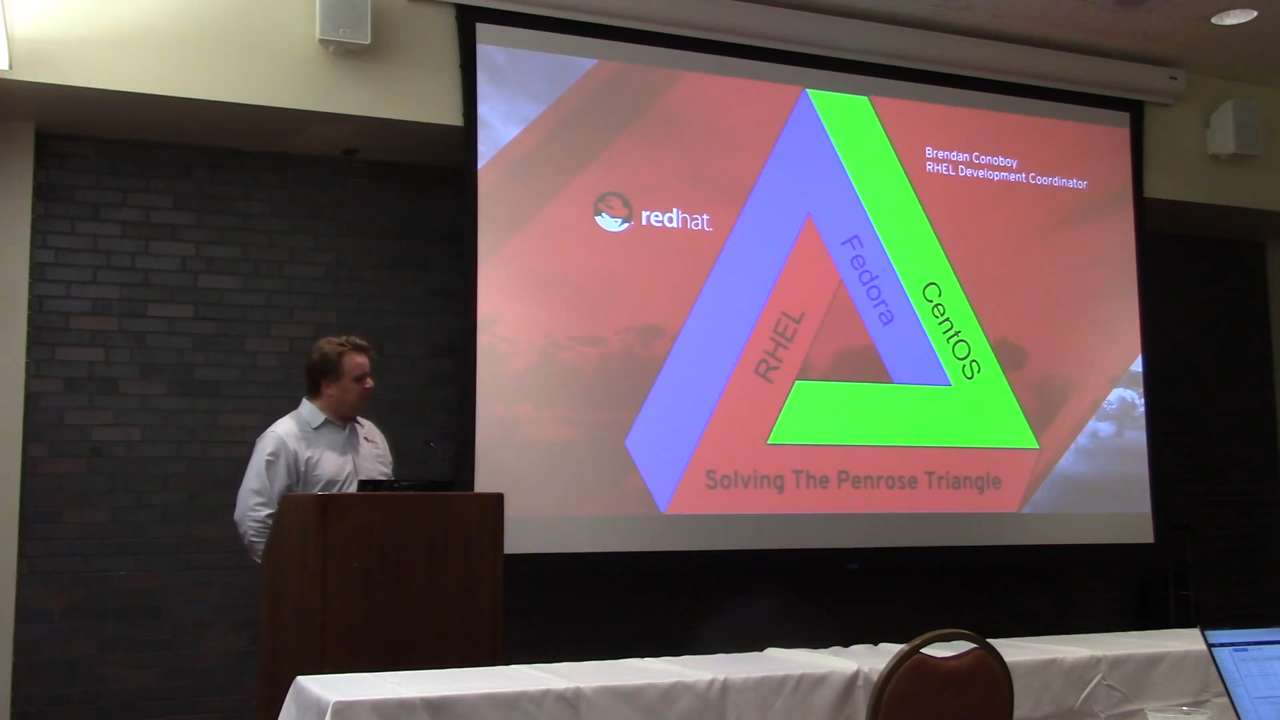 Brendan Conoboy
RHEL Development Coordinator
redhat.
Fedora
CentOS
RHEL
Solving The Penrose Triangle